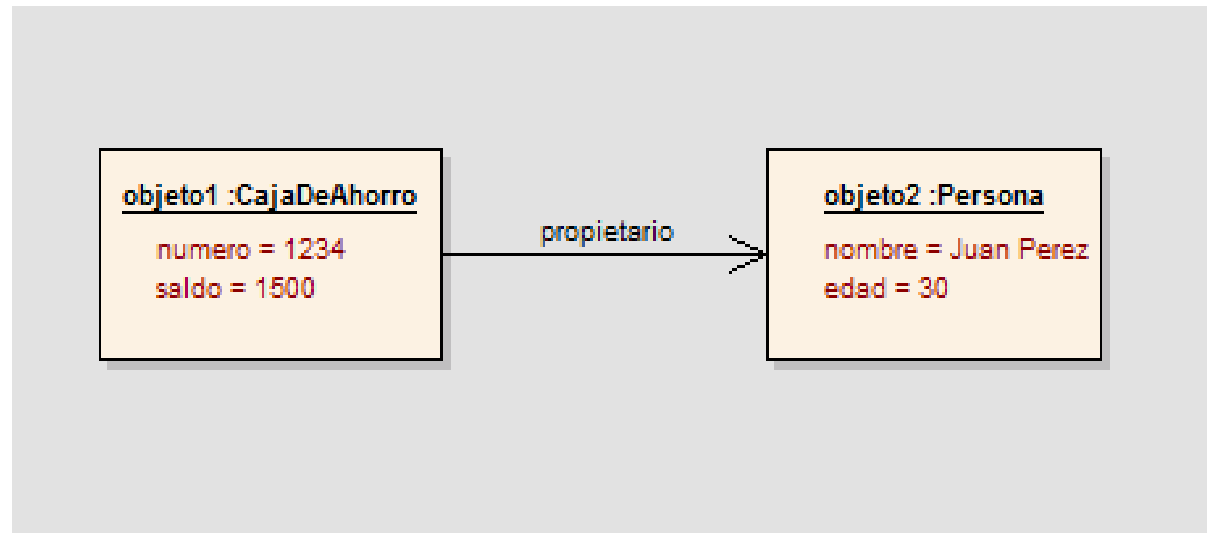 objeto1 :CajaDeAhorro
numero = 1234
saldo = 1500
propietario
objeto2 :Persona
nombre = Juan Perez
edad = 30